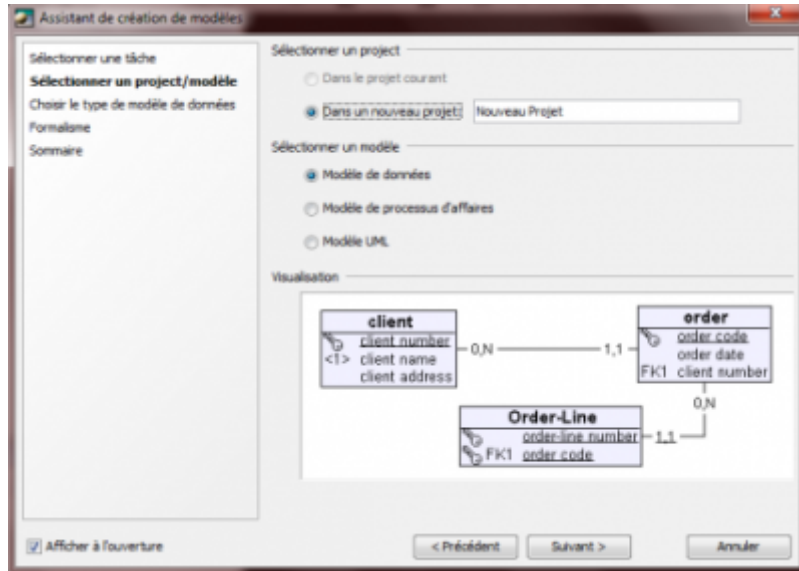 Assistant de création de modèles
Sélectionner une tâche
Sélectionner un project/modèle
Choisir le type de modèle de données
Formalisme
Sommaire
Sélectionner un project
Dans le projet courant
Dans un nouveau projet: Nouveau Projet
Sélectionner un modèle
Modèle de données
Modèle de processus d'affaires
Modèle UML
Visualisation
client
client number
<1> client name
client address
0,N
1,1
order
order code
order date
FK1 client number
0,N
Order-Line
order-line number
1,1
FK1 order code
Afficher à l'ouverture
< Précédent
Suivant >
Annuler